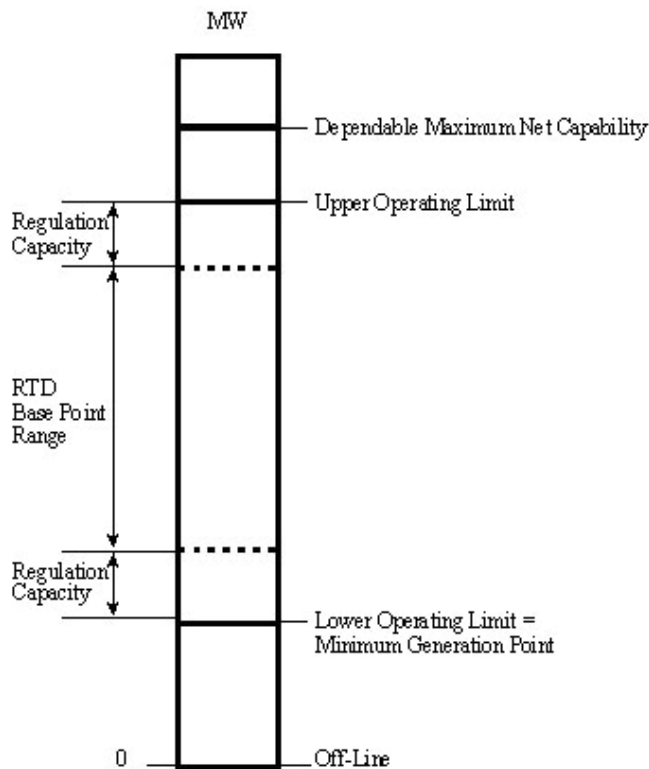 MW
Dependable Maximum Net Capability
Upper Operating Limit
Regulation
Capacity
RTD
Base Point
Range
Regulation
Capacity
Lower Operating Limit =
Minimum Generation Point
0
Off-Line